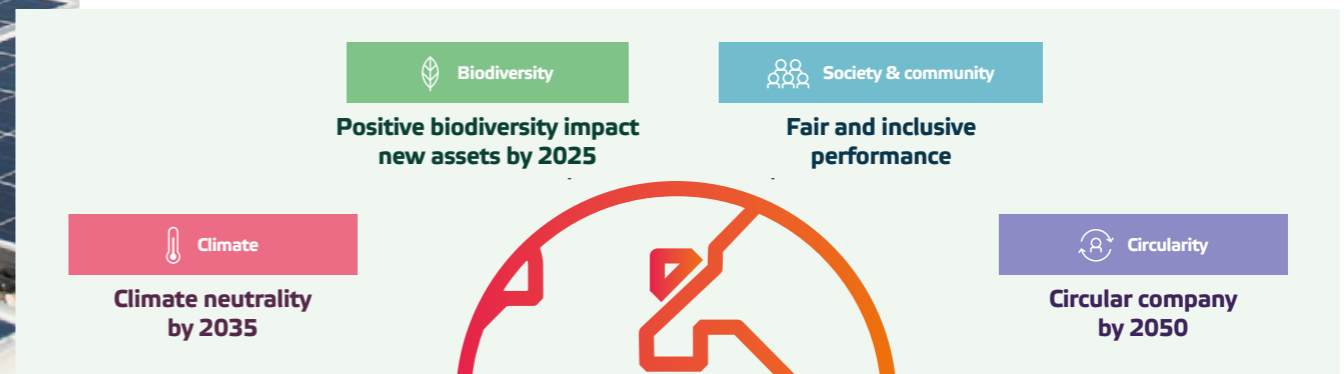 Biodiversity
Positive biodiversity impact
new assets by 2025
Society & community
Fair and inclusive
performance
Climate
Climate neutrality
by 2035
Circularity
Circular company
by 2050